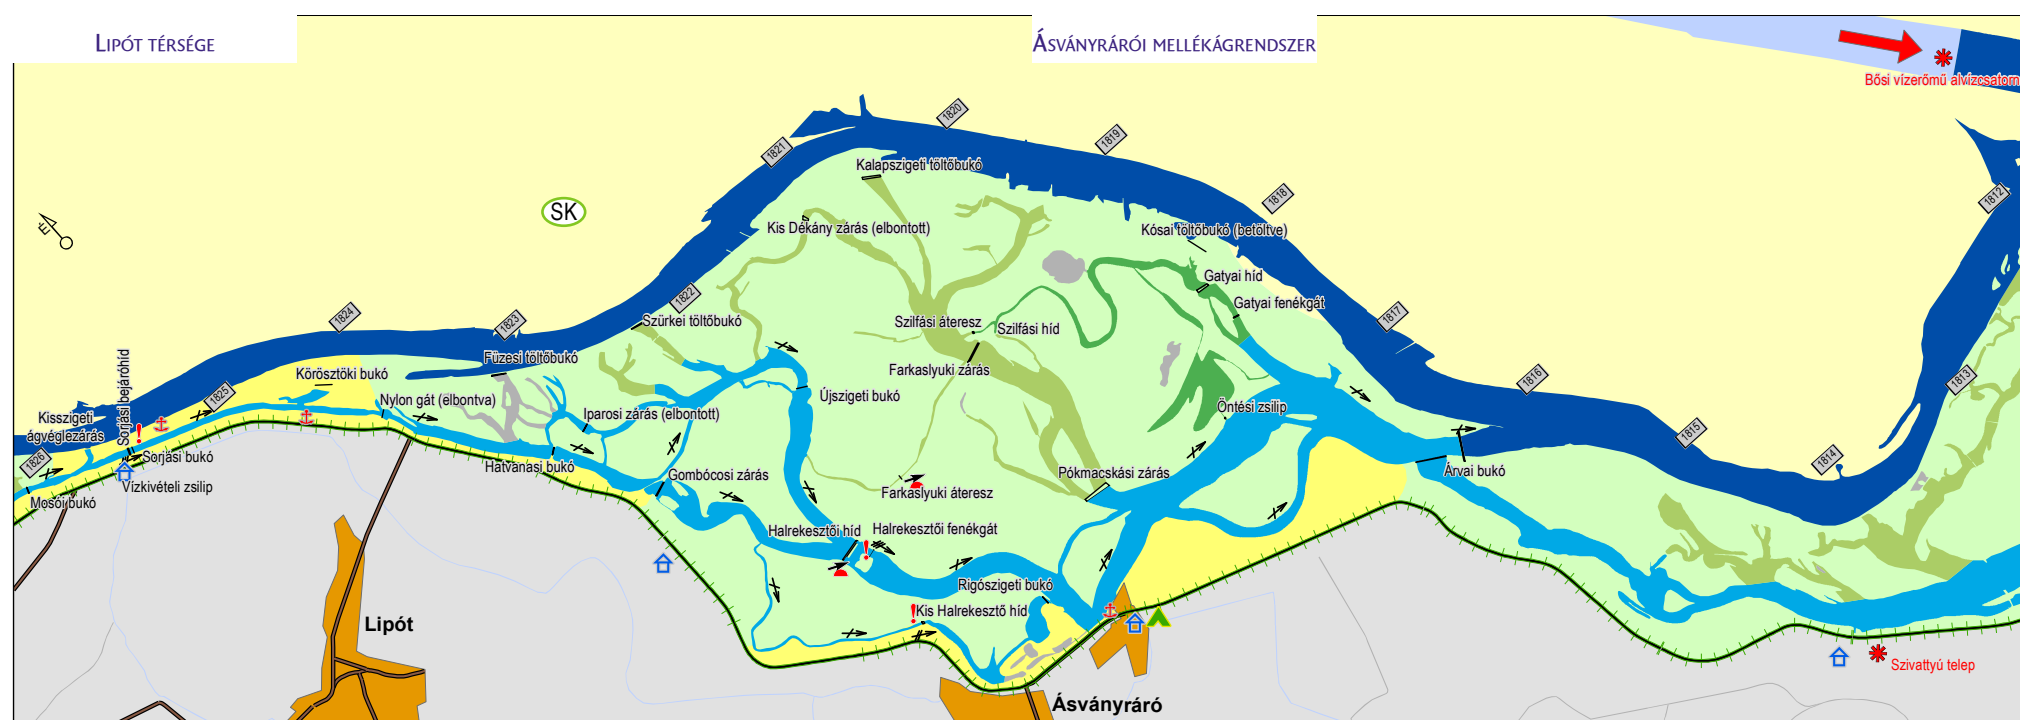 LIPÓT TÉRSÉGE
ÁSVÁNYRÁRÓI MELLÉKÁGRENDSZER
Bősi vízerőmű alvízcsatorn
1820
1819
1821
Kalapszigeti töltőbukó
1818
1812
SK
Kis Dékány zárás (elbontott)
Kósai töltőbukó (betöltve)
Gatyai híd
1822
Gatyai fenékgát
1824
1823
Szürkei töltőbukó
Szilfási áteresz
Szilfási híd
1817
Füzesi töltőbukó
Farkaslyuki zárás
Körösztöki bukó
1816
1813
Sorjási bejáróhíd
1825
Nylon gát (elbontva)
Újszigeti bukó
Kisszigeti
ágvéglezárás
Iparosi zárás (elbontott)
Öntési zsilip
1815
Sorjási bukó
1826
Hatvanasi bukó
Gombócosi zárás
Pókmacskási zárás
Árvai bukó
1814
Vízkivételi zsilip
Mosói bukó
Farkaslyuki áteresz
Halrekesztői híd
Halrekesztői fenékgát
Rigószigeti bukó
Kis Halrekesztő híd
Lipót
Szivattyú telep
Ásványráró